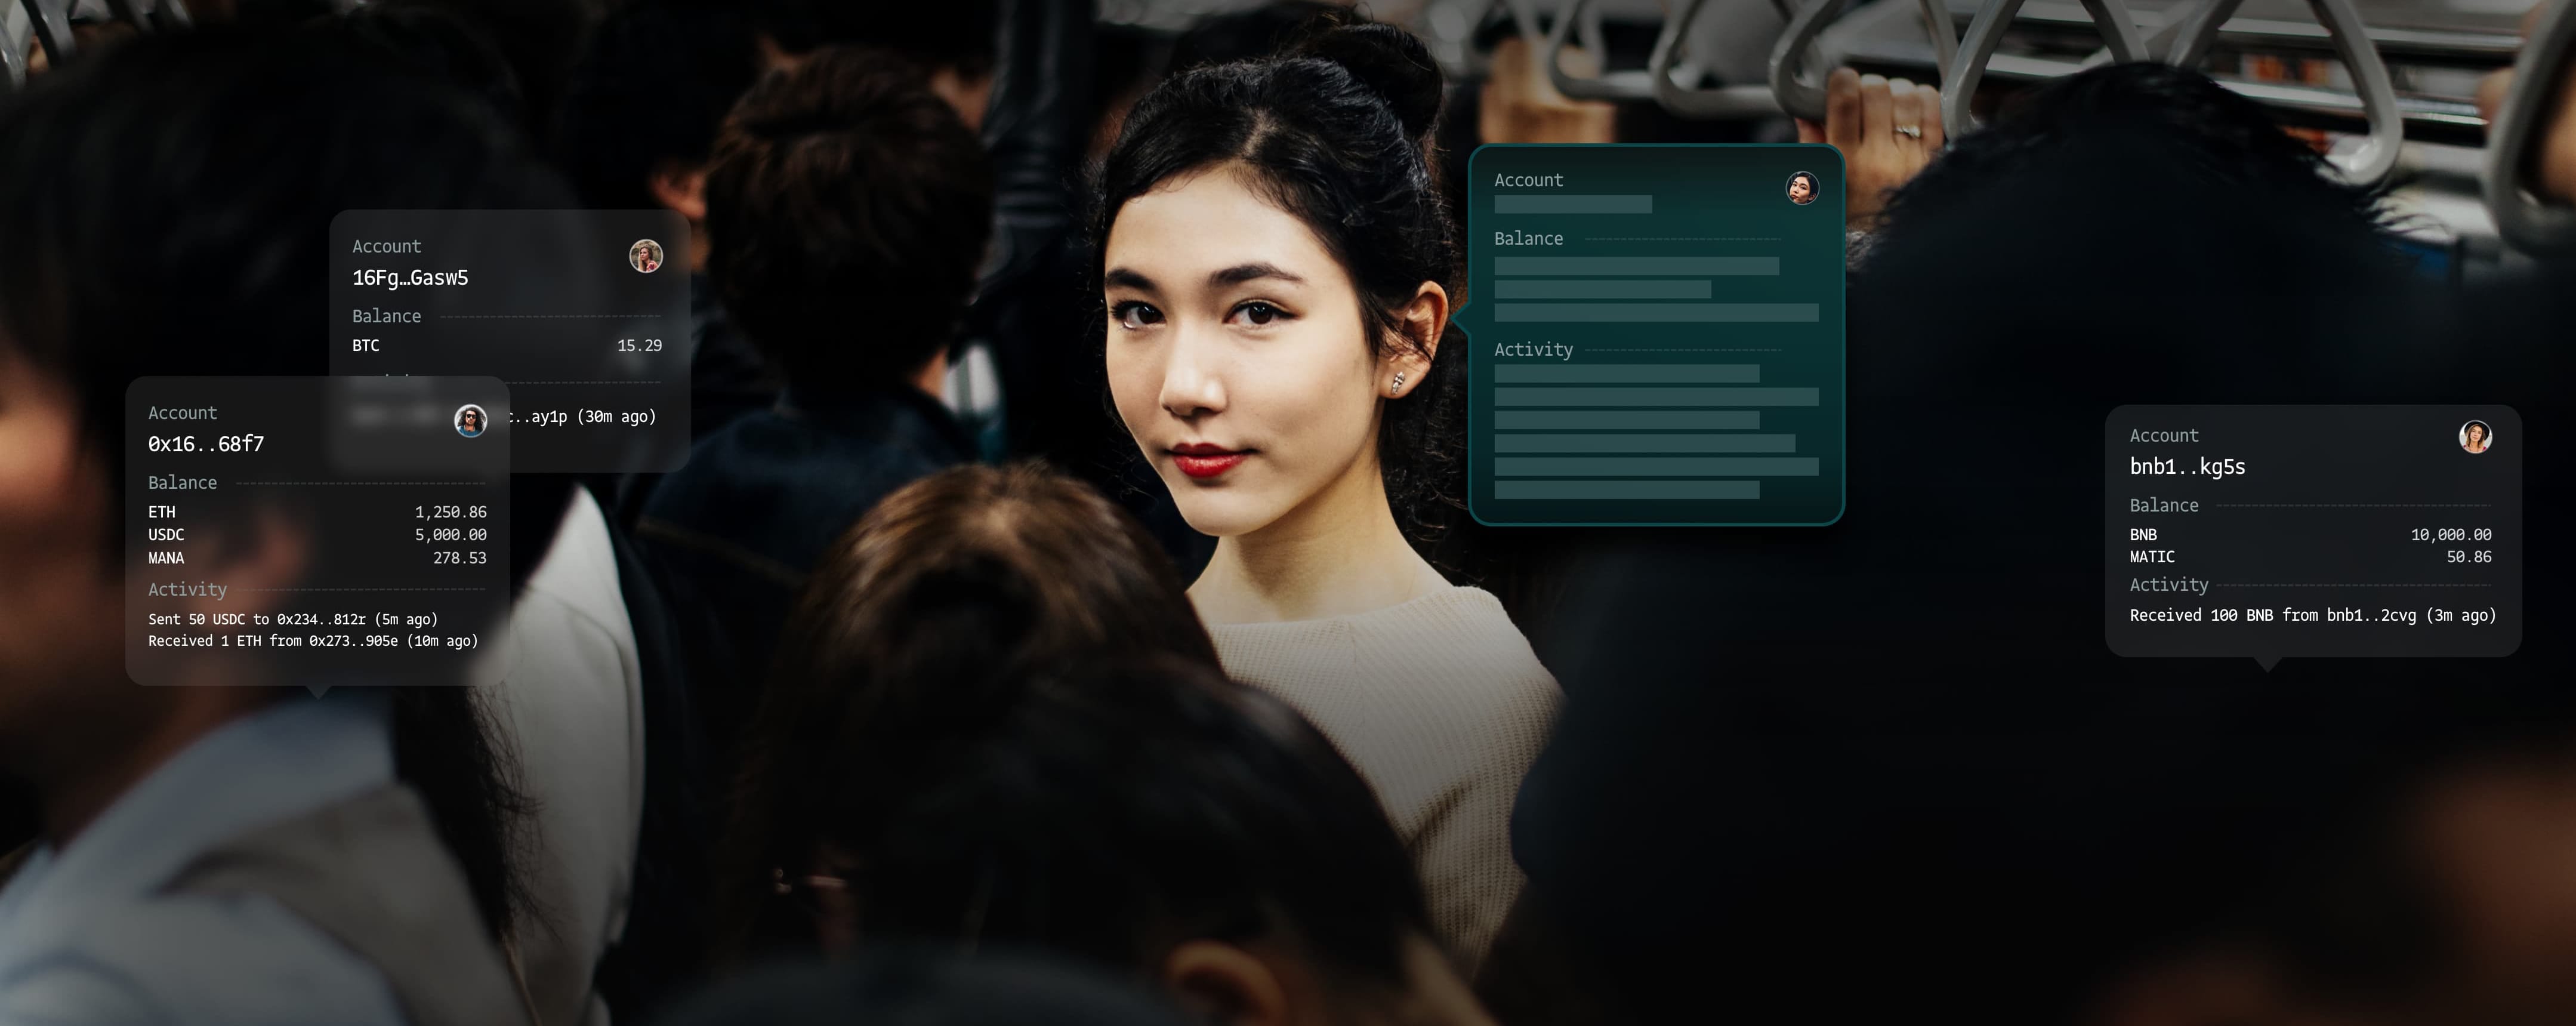 Account
16Fg…Gasw5
Balance
BTC 15.29
..ay1p (30m ago)
Account
0x16..68f7
Balance
ETH 1,250.86
USDC 5,000.00
MANA 278.53
Activity
Sent 50 USDC to 0x234..812r (5m ago)
Received 1 ETH from 0x273..905e (10m ago)
Account
Balance
Activity
Account
bnb1..kg5s
Balance
BNB 10,000.00
MATIC 50.86
Activity
Received 100 BNB from bnb1..2cvg (3m ago)